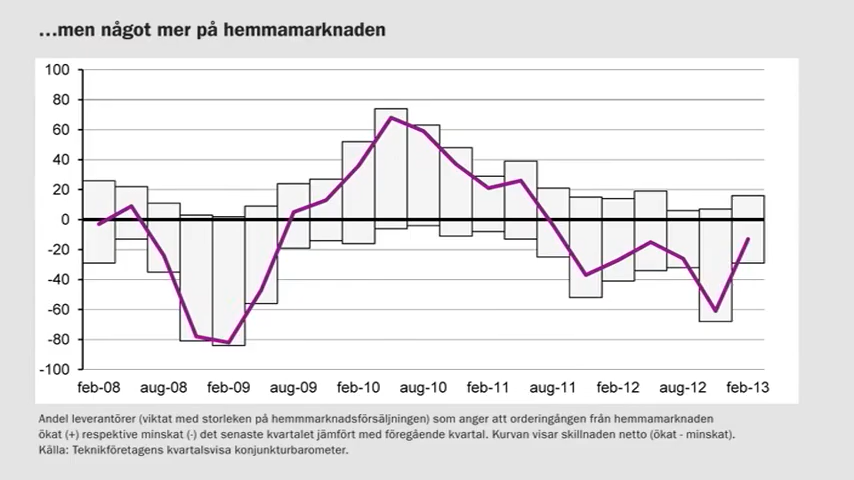 ...men något mer på hemmamarknaden
100
80
60
40
20
0
-20
-40
-60
-80
-100
feb-08 aug-08 feb-09 aug-09 feb-10 aug-10 feb-11 aug-11 feb-12 aug-12 feb-13
Andel leverantörer (viktat med storleken på hemmmarknadsförsäljningen) som anger att orderingången från hemmamarknaden
ökat (+) respektive minskat (-) det senaste kvartalet jämfört med föregående kvartal. Kurvan visar skillnaden netto (ökat - minskat).
Källa: Teknikföretagens kvartalsvisa konjunkturbarometer.